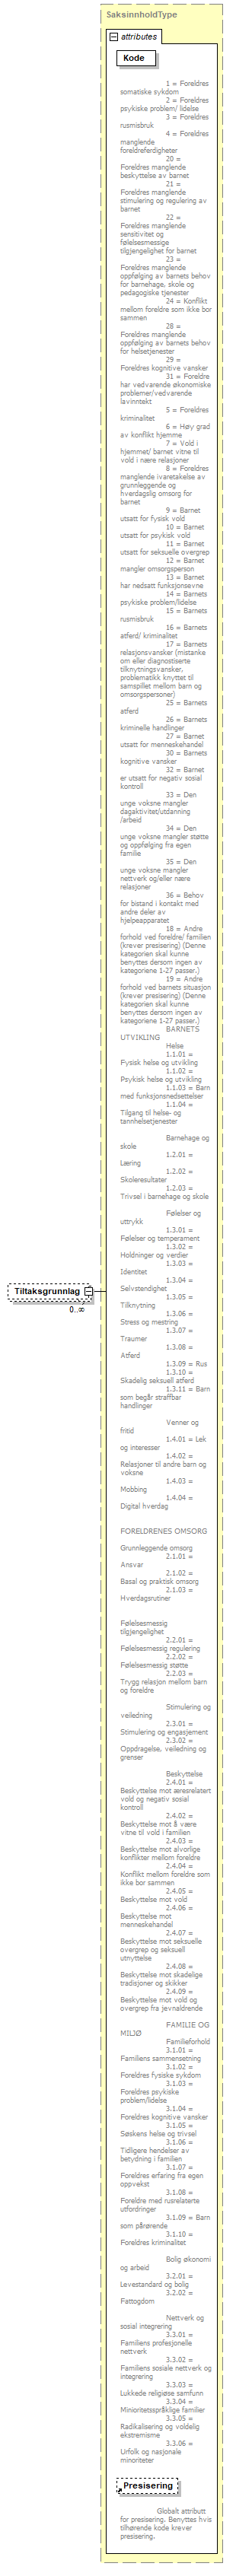 SaksinnholdType
attributes
Kode
1 = Foreldres
somatiske sykdom
2 = Foreldres
psykiske problem/ lidelse
3 = Foreldres
rusmisbruk
4 = Foreldres
manglende
foreldreferdigheter
20 =
Foreldres manglende
beskyttelse av barnet
21 =
Foreldres manglende
stimulering og regulering av
barnet
22 =
Foreldres manglende
sensitivitet og
følelsesmessige
tilgjengelighet for barnet
23 =
Foreldres manglende
oppfølging av barnets behov
for barnehage, skole og
pedagogiske tjenester
24 = Konflikt
mellom foreldre som ikke bor
sammen
28 =
Foreldres manglende
oppfølging av barnets behov
for helsetjenester
29 =
Foreldres kognitive vansker
31 = Foreldre
har vedvarende økonomiske
problemer/vedvarende
lavinntekt
5 = Foreldres
kriminalitet
6 = Høy grad
av konflikt hjemme
7 = Vold i
hjemmet/ barnet vitne til
vold i nære relasjoner
8 = Foreldres
manglende ivaretakelse av
grunnleggende og
hverdagslig omsorg for
barnet
9 = Barnet
utsatt for fysisk vold
10 = Barnet
utsatt for psykisk vold
11 = Barnet
utsatt for seksuelle overgrep
12 = Barnet
mangler omsorgsperson
13 = Barnet
har nedsatt funksjonsevne
14 = Barnets
psykiske problem/lidelse
15 = Barnets
rusmisbruk
16 = Barnets
atferd/ kriminalitet
17 = Barnets
relasjonsvansker (mistanke
om eller diagnostiserte
tilknytningsvansker,
problematikk knyttet til
samspillet mellom barn og
omsorgspersoner)
25 = Barnets
atferd
26 = Barnets
kriminelle handlinger
27 = Barnet
utsatt for menneskehandel
30 = Barnets
kognitive vansker
32 = Barnet
er utsatt for negativ sosial
kontroll
33 = Den
unge voksne mangler
dagaktivitet/utdanning
/arbeid
34 = Den
unge voksne mangler støtte
og oppfølging fra egen
familie
35 = Den
unge voksne mangler
nettverk og/eller nære
relasjoner
36 = Behov
for bistand i kontakt med
andre deler av
hjelpeapparatet
18 = Andre
forhold ved foreldre/ familien
(krever presisering) (Denne
kategorien skal kunne
benyttes dersom ingen av
kategoriene 1-27 passer.)
19 = Andre
forhold ved barnets situasjon
(krever presisering) (Denne
kategorien skal kunne
benyttes dersom ingen av
kategoriene 1-27 passer.)
BARNETS
UTVIKLING
Helse
1.1.01 =
Fysisk helse og utvikling
1.1.02 =
Psykisk helse og utvikling
1.1.03 = Barn
med funksjonsnedsettelser
1.1.04 =
Tilgang til helse- og
tannhelsetjenester
Barnehage og
skole
1.2.01 =
Læring
1.2.02 =
Skoleresultater
1.2.03 =
Trivsel i barnehage og skole
Følelser og
uttrykk
1.3.01 =
Følelser og temperament
1.3.02 =
Holdninger og verdier
1.3.03 =
Identitet
1.3.04 =
Selvstendighet
1.3.05 =
Tilknytning
1.3.06 =
Stress og mestring
1.3.07 =
Traumer
1.3.08 =
Atferd
1.3.09 = Rus
1.3.10 =
Skadelig seksuell atferd
1.3.11 = Barn
som begår straffbar
handlinger
Venner og
fritid
1.4.01 = Lek
og interesser
1.4.02 =
Relasjoner til andre barn og
voksne
1.4.03 =
Mobbing
1.4.04 =
Digital hverdag
FORELDRENES OMSORG
Grunnleggende omsorg
2.1.01 =
Ansvar
2.1.02 =
Basal og praktisk omsorg
2.1.03 =
Hverdagsrutiner
Følelsesmessig
tilgjengelighet
2.2.01 =
Følelsesmessig regulering
2.2.02 =
Følelsesmessig støtte
2.2.03 =
Trygg relasjon mellom barn
og foreldre
Stimulering og
veiledning
2.3.01 =
Stimulering og engasjement
2.3.02 =
Oppdragelse, veiledning og
grenser
Beskyttelse
2.4.01 =
Beskyttelse mot æresrelatert
vold og negativ sosial
kontroll
2.4.02 =
Beskyttelse mot å være
vitne til vold i familien
2.4.03 =
Beskyttelse mot alvorlige
konflikter mellom foreldre
2.4.04 =
Konflikt mellom foreldre som
ikke bor sammen
2.4.05 =
Beskyttelse mot vold
2.4.06 =
Beskyttelse mot
menneskehandel
2.4.07 =
Beskyttelse mot seksuelle
overgrep og seksuell
utnyttelse
2.4.08 =
Beskyttelse mot skadelige
tradisjoner og skikker
2.4.09 =
Beskyttelse mot vold og
overgrep fra jevnaldrende
FAMILIE OG
MILJØ
Familieforhold
3.1.01 =
Familiens sammensetning
3.1.02 =
Foreldres fysiske sykdom
3.1.03 =
Foreldres psykiske
problem/lidelse
3.1.04 =
Foreldres kognitive vansker
3.1.05 =
Søskens helse og trivsel
3.1.06 =
Tidligere hendelser av
betydning i familien
3.1.07 =
Foreldres erfaring fra egen
oppvekst
3.1.08 =
Foreldre med rusrelaterte
utfordringer
3.1.09 = Barn
som pårørende
3.1.10 =
Foreldres kriminalitet
Bolig økonomi
og arbeid
3.2.01 =
Levestandard og bolig
3.2.02 =
Fattogdom
Nettverk og
sosial integrering
3.3.01 =
Familiens profesjonelle
nettverk
3.3.02 =
Familiens sosiale nettverk og
integrering
3.3.03 =
Lukkede religiøse samfunn
3.3.04 =
Minioritetsspråklige familier
3.3.05 =
Radikalisering og voldelig
ekstremisme
3.3.06 =
Urfolk og nasjonale
minoriteter
Tiltaksgrunnlag
0..∞
Presisering
Globalt attributt
for presisering. Benyttes hvis
tilhørende kode krever
presisering.